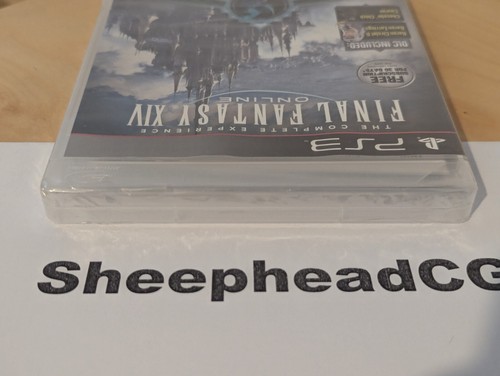 PS3
THE COMPLETE EXPERIENCE
FINAL FANTASY XIV
ONLINE
FREE
DLC INCLUDED:
SheepheadCG